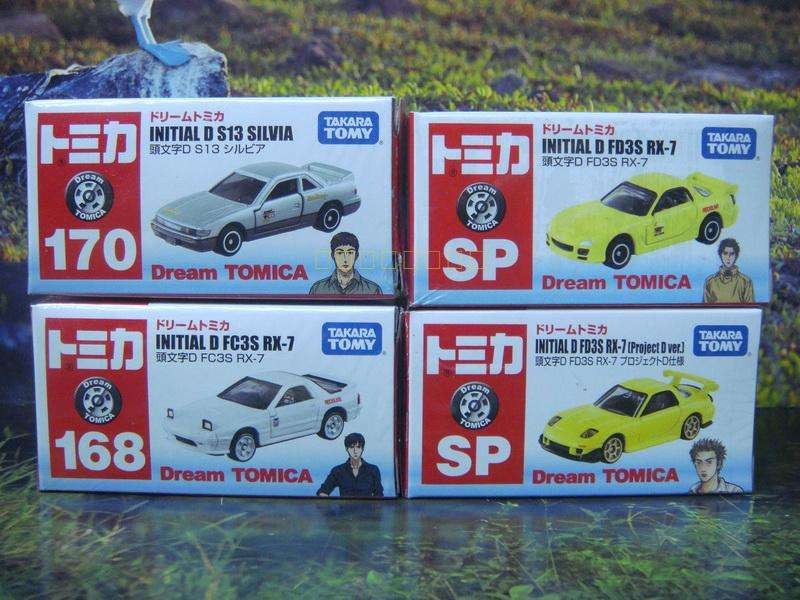 トミカ
Dream
TOMICA
170
ドリームトミカ
INITIAL D S13 SILVIA
頭文字D S13 シルビア
TAKARA
TOMY
Dream TOMICA
トミカ
Dream
TOMICA
SP
ドリームトミカ
INITIAL D FD3S RX-7
頭文字D FD3S RX-7
TAKARA
TOMY
Dream TOMICA
トミカ
Dream
TOMICA
168
ドリームトミカ
INITIAL D FC3S RX-7
頭文字D FC3S RX-7
TAKARA
TOMY
Dream TOMICA
トミカ
Dream
TOMICA
SP
ドリームトミカ
INITIAL D FD3S RX-7 (Project D ver.)
頭文字D FD3S RX-7 プロジェクトD仕様
TAKARA
TOMY
Dream TOMICA